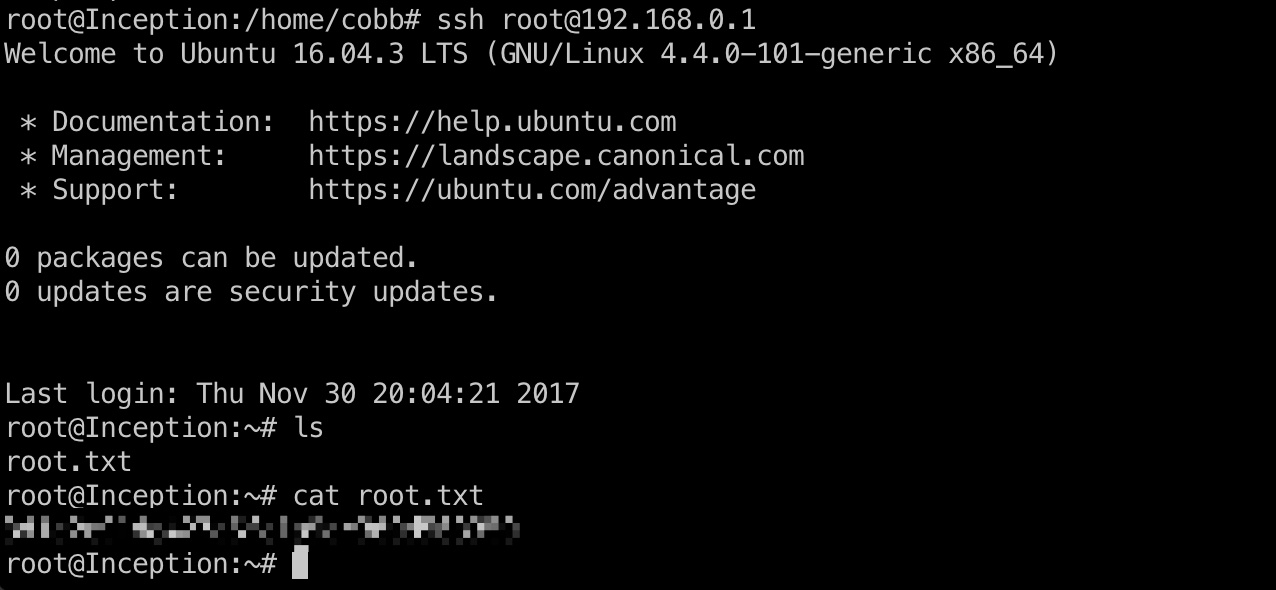 root@Inception:/home/cobb# ssh root@192.168.0.1
Welcome to Ubuntu 16.04.3 LTS (GNU/Linux 4.4.0-101-generic x86_64)
* Documentation:  https://help.ubuntu.com
* Management:     https://landscape.canonical.com
* Support:        https://ubuntu.com/advantage
0 packages can be updated.
0 updates are security updates.
Last login: Thu Nov 30 20:04:21 2017
root@Inception:~# ls
root.txt
root@Inception:~# cat root.txt
root@Inception:~#